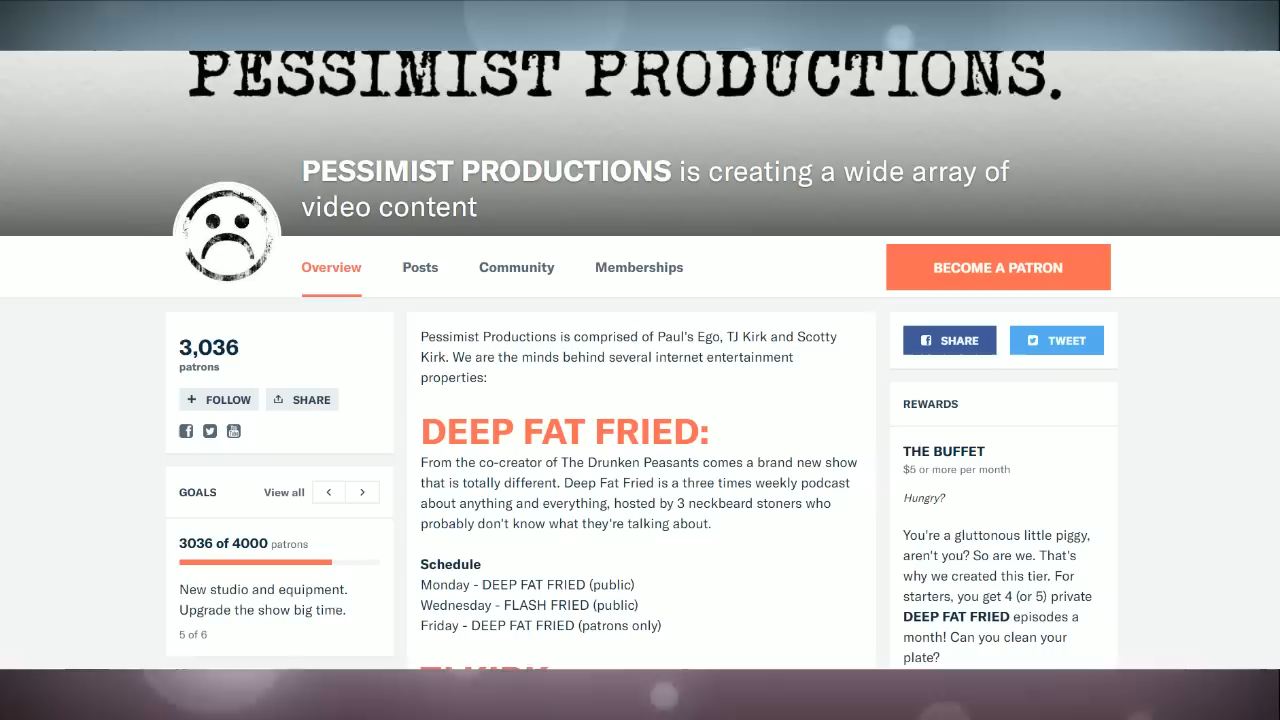 PESSIMIST PRODUCTIONS.
PESSIMIST PRODUCTIONS is creating a wide array of
video content
Overview
Posts
Community
Memberships
BECOME A PATRON
3,036
patrons
+ FOLLOW
SHARE
GOALS
View all
3036 of 4000 patrons
New studio and equipment.
Upgrade the show big time.
5 of 6
Pessimist Productions is comprised of Paul's Ego, TJ Kirk and Scotty
Kirk. We are the minds behind several internet entertainment
properties:
DEEP FAT FRIED:
From the co-creator of The Drunken Peasants comes a brand new show
that is totally different. Deep Fat Fried is a three times weekly podcast
about anything and everything, hosted by 3 neckbeard stoners who
probably don't know what they're talking about.
Schedule
Monday - DEEP FAT FRIED (public)
Wednesday - FLASH FRIED (public)
Friday - DEEP FAT FRIED (patrons only)
SHARE
TWEET
REWARDS
THE BUFFET
$5 or more per month
Hungry?
You're a gluttonous little piggy,
aren't you? So are we. That's
why we created this tier. For
starters, you get 4 (or 5) private
DEEP FAT FRIED episodes a
month! Can you clean your
plate?